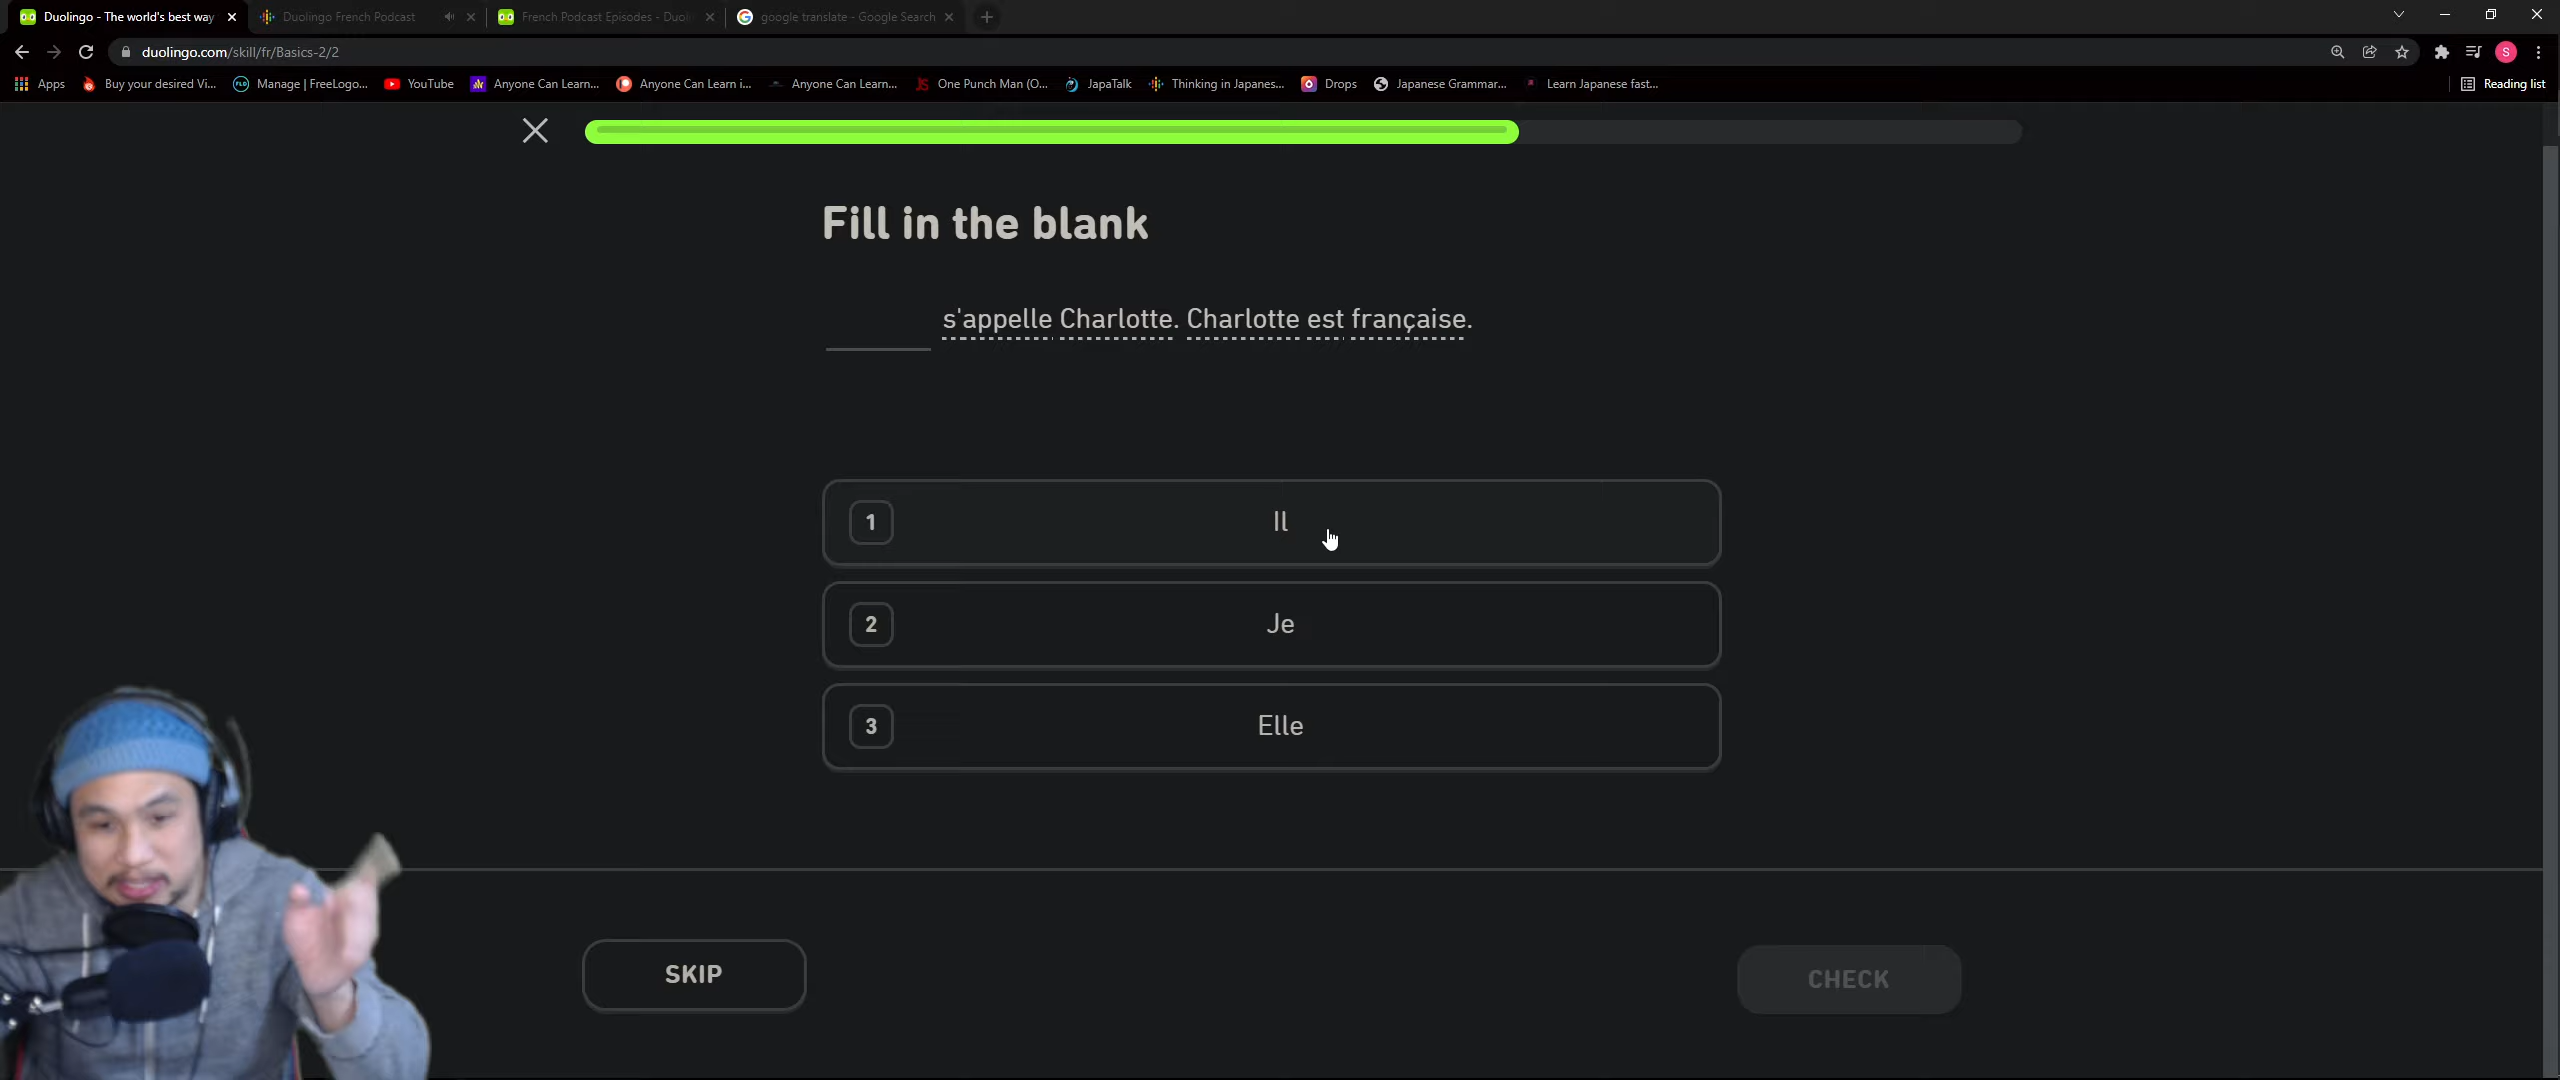 Duolingo - The world's best way
Duolingo French Podcast
French Podcast Episodes - Duoli
google translate - Google Search
duolingo.com/skill/fr/Basics-2/2
S
Apps
Buy your desired Vi...
FLD
Manage | FreeLogo...
YouTube
Anyone Can Learn...
Anyone Can Learn i...
Anyone Can Learn...
JS
One Punch Man (O...
JapaTalk
Thinking in Japanes...
Drops
Japanese Grammar...
Learn Japanese fast...
Reading list
Fill in the blank
s'appelle Charlotte. Charlotte est française.
1 Il
2 Je
3 Elle
SKIP
CHECK